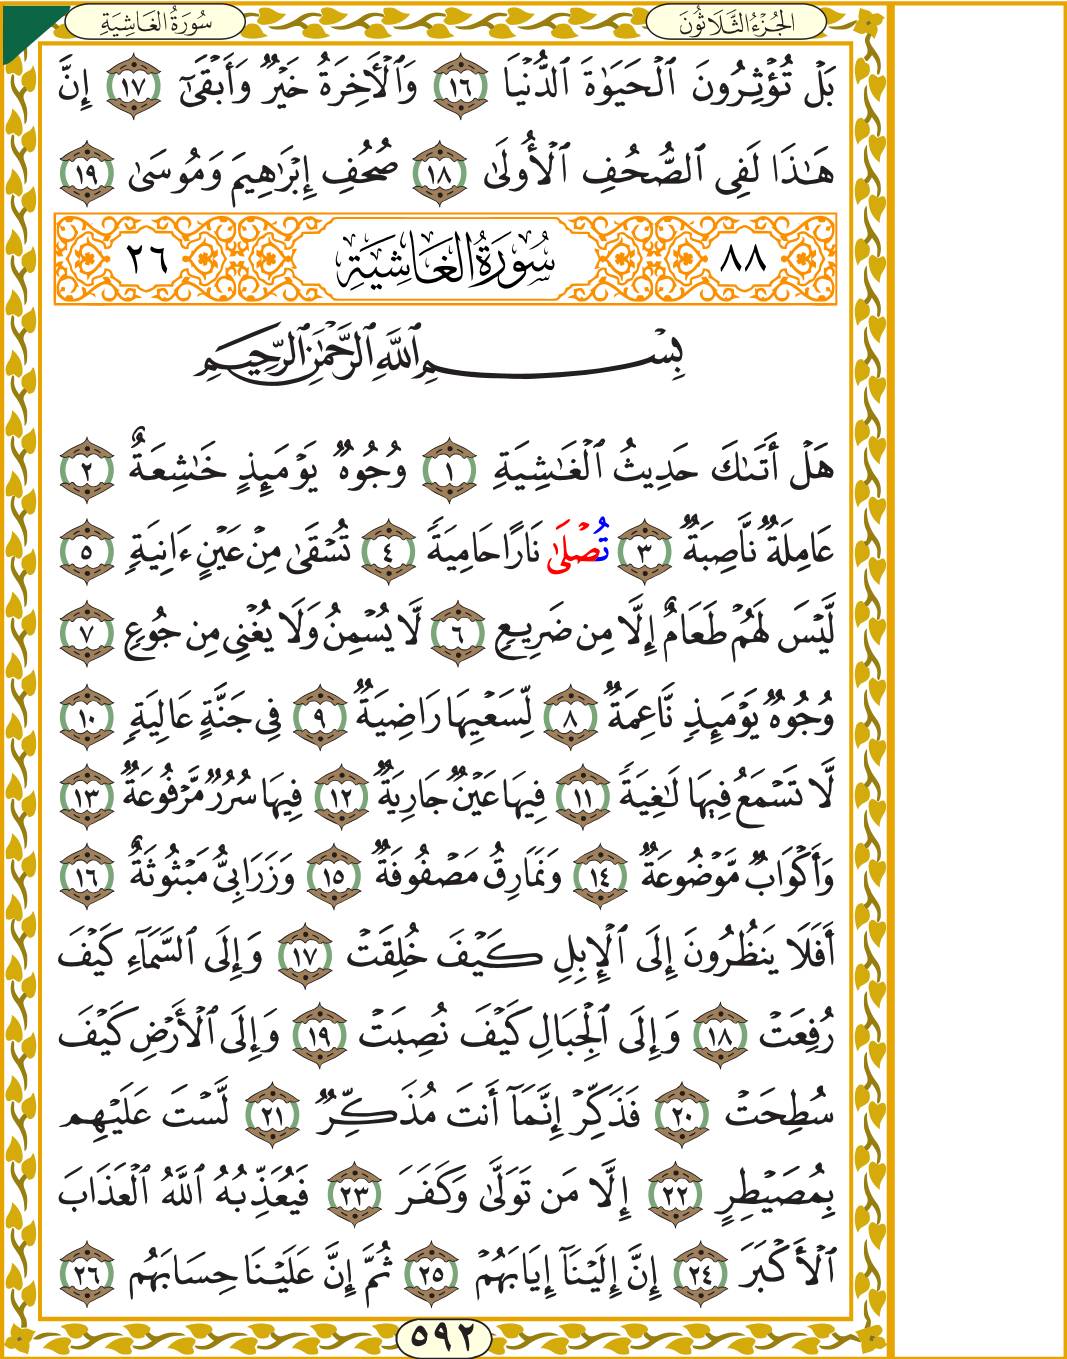 الجُزْءُ الثَّلَاثُونَ
سُورَةُ الغَاشِيَةِ
بَلْ تُؤْثِرُونَ ٱلْحَيَوٰةَ ٱلدُّنْيَا ١٦ وَٱلْأٓخِرَةُ خَيْرٌ وَأَبْقَىٰٓ ١٧ إِنَّ
هَٰذَا لَفِى ٱلصُّحُفِ ٱلْأُولَىٰ ١٨ صُحُفِ إِبْرَٰهِيمَ وَمُوسَىٰ ١٩
٨٨ سُورَةُ الغَاشِيَةِ ٢٦
بِسْمِ ٱللَّهِ ٱلرَّحْمَٰنِ ٱلرَّحِيمِ
هَلْ أَتَىٰكَ حَدِيثُ ٱلْغَٰشِيَةِ ١ وُجُوهٌ يَوْمَئِذٍ خَٰشِعَةٌ ٢
عَامِلَةٌ نَّاصِبَةٌ ٣ تُصْلَىٰ نَارًا حَامِيَةً ٤ تُسْقَىٰ مِنْ عَيْنٍ ءَانِيَةٍ ٥
لَّيْسَ لَهُمْ طَعَامٌ إِلَّا مِن ضَرِيعٍ ٦ لَّا يُسْمِنُ وَلَا يُغْنِى مِن جُوعٍ ٧
وُجُوهٌ يَوْمَئِذٍ نَّاعِمَةٌ ٨ لِّسَعْيِهَا رَاضِيَةٌ ٩ فِى جَنَّةٍ عَالِيَةٍ ١٠
لَّا تَسْمَعُ فِيهَا لَٰغِيَةً ١١ فِيهَا عَيْنٌ جَارِيَةٌ ١٢ فِيهَا سُرُرٌ مَّرْفُوعَةٌ ١٣
وَأَكْوَابٌ مَّوْضُوعَةٌ ١٤ وَنَمَارِقُ مَصْفُوفَةٌ ١٥ وَزَرَابِىُّ مَبْثُوثَةٌ ١٦
أَفَلَا يَنظُرُونَ إِلَى ٱلْإِبِلِ كَيْفَ خُلِقَتْ ١٧ وَإِلَى ٱلسَّمَآءِ كَيْفَ
رُفِعَتْ ١٨ وَإِلَى ٱلْجِبَالِ كَيْفَ نُصِبَتْ ١٩ وَإِلَى ٱلْأَرْضِ كَيْفَ
سُطِحَتْ ٢٠ فَذَكِّرْ إِنَّمَآ أَنتَ مُذَكِّرٌ ٢١ لَّسْتَ عَلَيْهِم
بِمُصَيْطِرٍ ٢٢ إِلَّا مَن تَوَلَّىٰ وَكَفَرَ ٢٣ فَيُعَذِّبُهُ ٱللَّهُ ٱلْعَذَابَ
ٱلْأَكْبَرَ ٢٤ إِنَّ إِلَيْنَآ إِيَابَهُمْ ٢٥ ثُمَّ إِنَّ عَلَيْنَا حِسَابَهُم ٢٦
٥٩٢